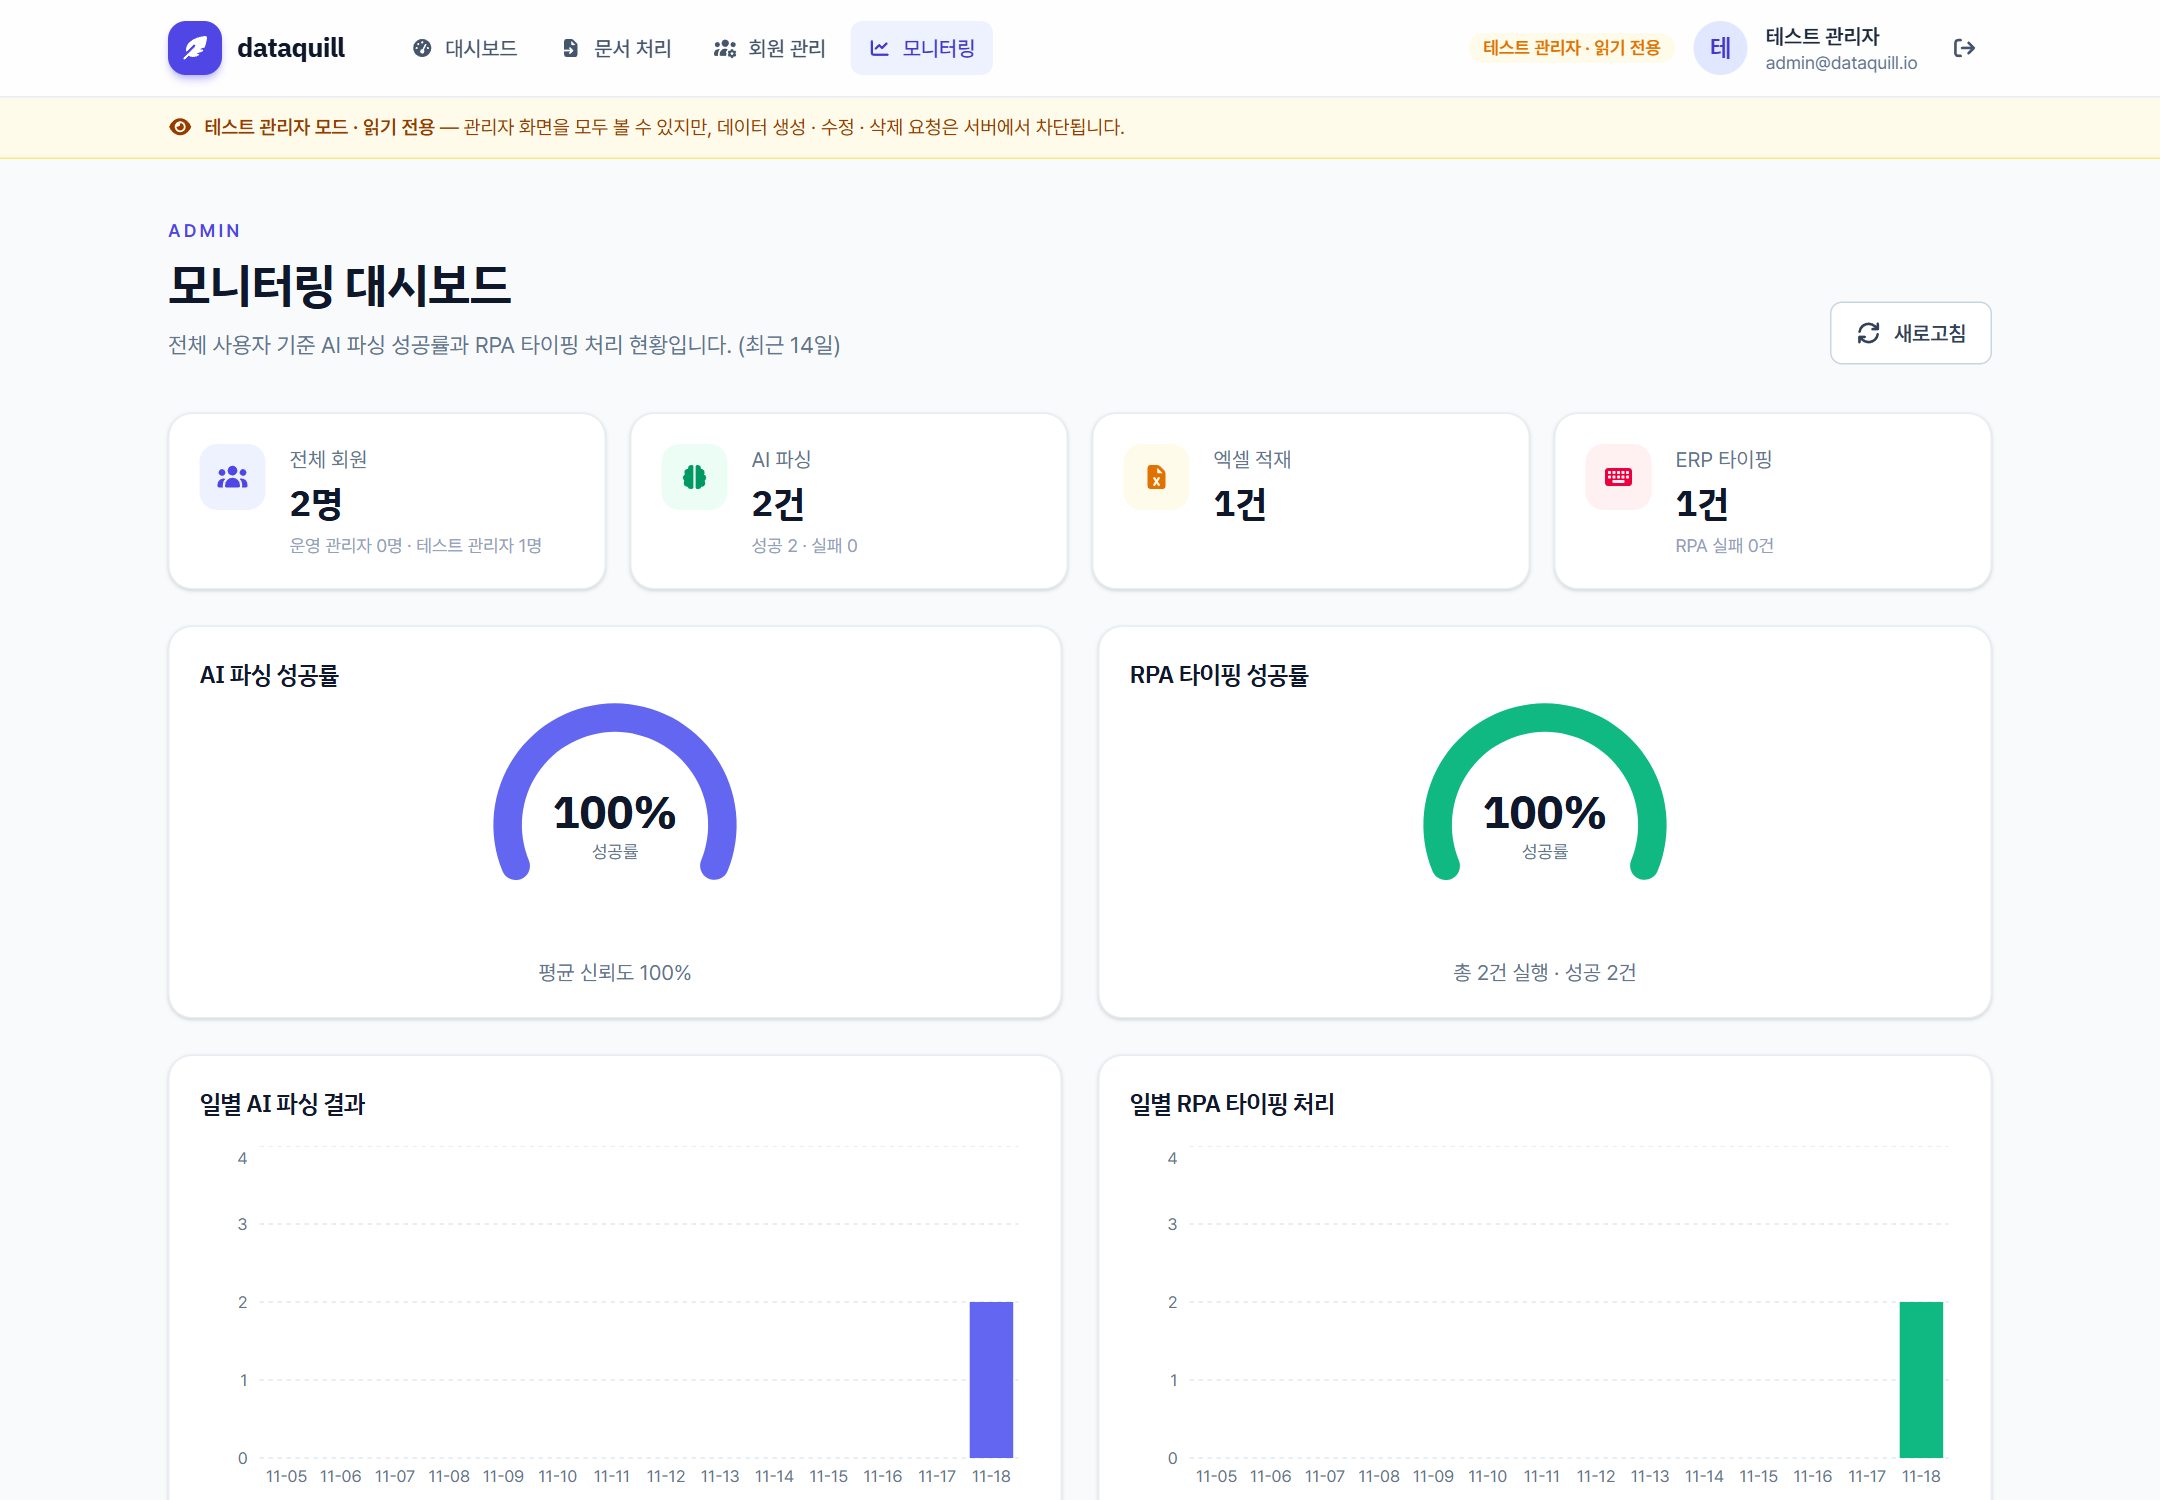 dataquill
대시보드
문서 처리
회원 관리
모니터링
테스트 관리자 · 읽기 전용
테
테스트 관리자
admin@dataquill.io
테스트 관리자 모드 · 읽기 전용 — 관리자 화면을 모두 볼 수 있지만, 데이터 생성 · 수정 · 삭제 요청은 서버에서 차단됩니다.
ADMIN
모니터링 대시보드
전체 사용자 기준 AI 파싱 성공률과 RPA 타이핑 처리 현황입니다. (최근 14일)
새로고침
전체 회원
2명
운영 관리자 0명 · 테스트 관리자 1명
AI 파싱
2건
성공 2 · 실패 0
엑셀 적재
1건
ERP 타이핑
1건
RPA 실패 0건
AI 파싱 성공률
100%
성공률
평균 신뢰도 100%
RPA 타이핑 성공률
100%
성공률
총 2건 실행 · 성공 2건
일별 AI 파싱 결과
4
3
2
1
0
11-05 11-06 11-07 11-08 11-09 11-10 11-11 11-12 11-13 11-14 11-15 11-16 11-17 11-18
일별 RPA 타이핑 처리
4
3
2
1
0
11-05 11-06 11-07 11-08 11-09 11-10 11-11 11-12 11-13 11-14 11-15 11-16 11-17 11-18